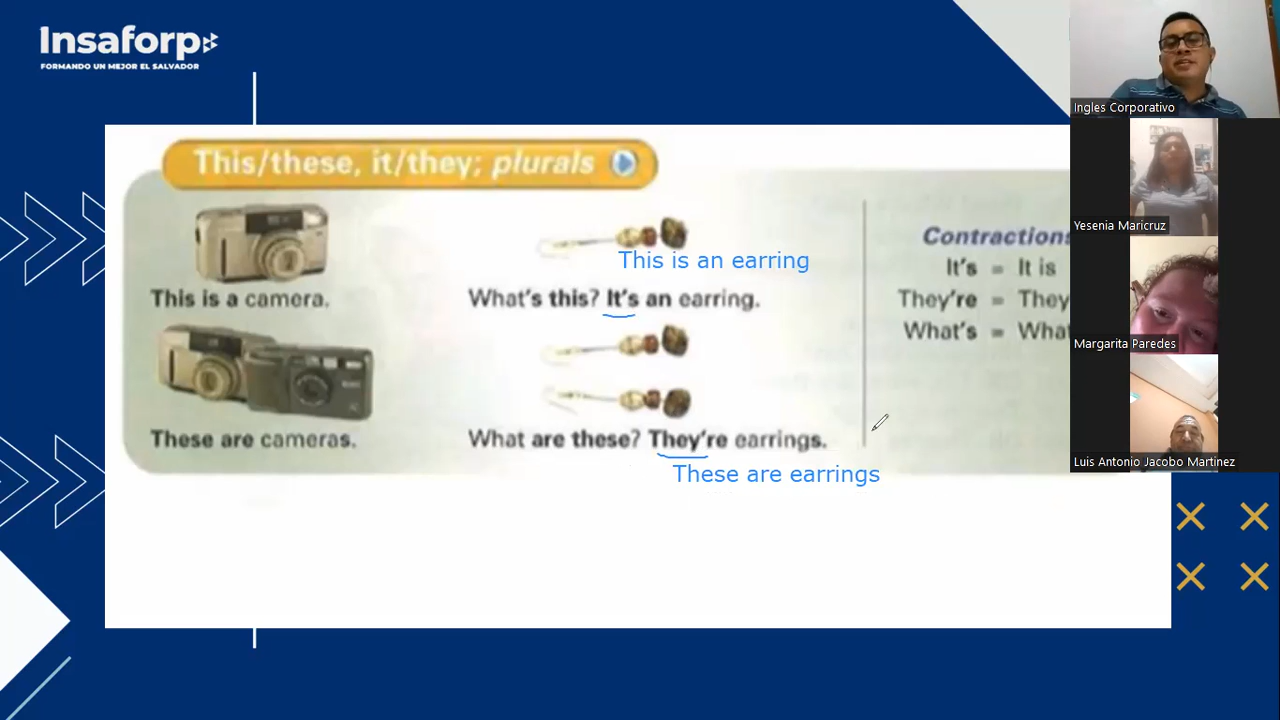 Insaforp
FORMANDO UN MEJOR EL SALVADOR
This/these, it/they; plurals
This is a camera.
This is an earring
What's this? It's an earring.
These are cameras.
What are these? They're earrings.
These are earrings
Contractions
It's = It is
They're = They
What's = What
Ingles Corporativo
Yesenia Maricruz
Margarita Paredes
Luis Antonio Jacobo Martinez